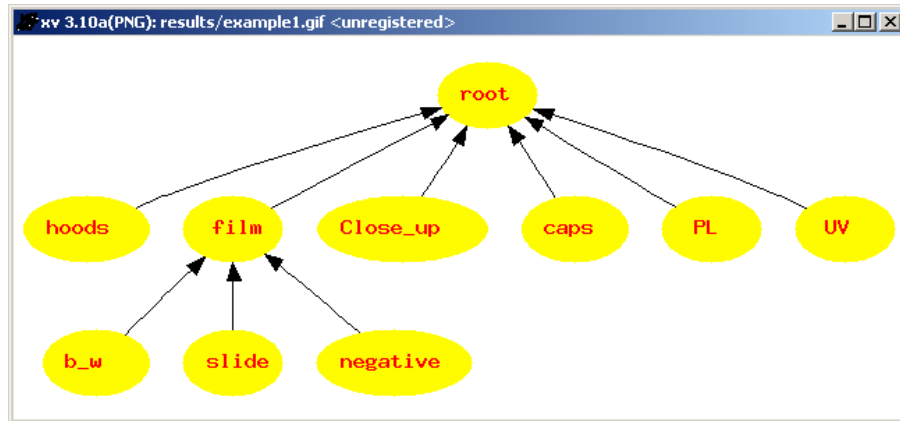 xv 3.10a(PNG): results/example1.gif <unregistered>
root
hoods film Close_up caps PL UV
b_w slide negative